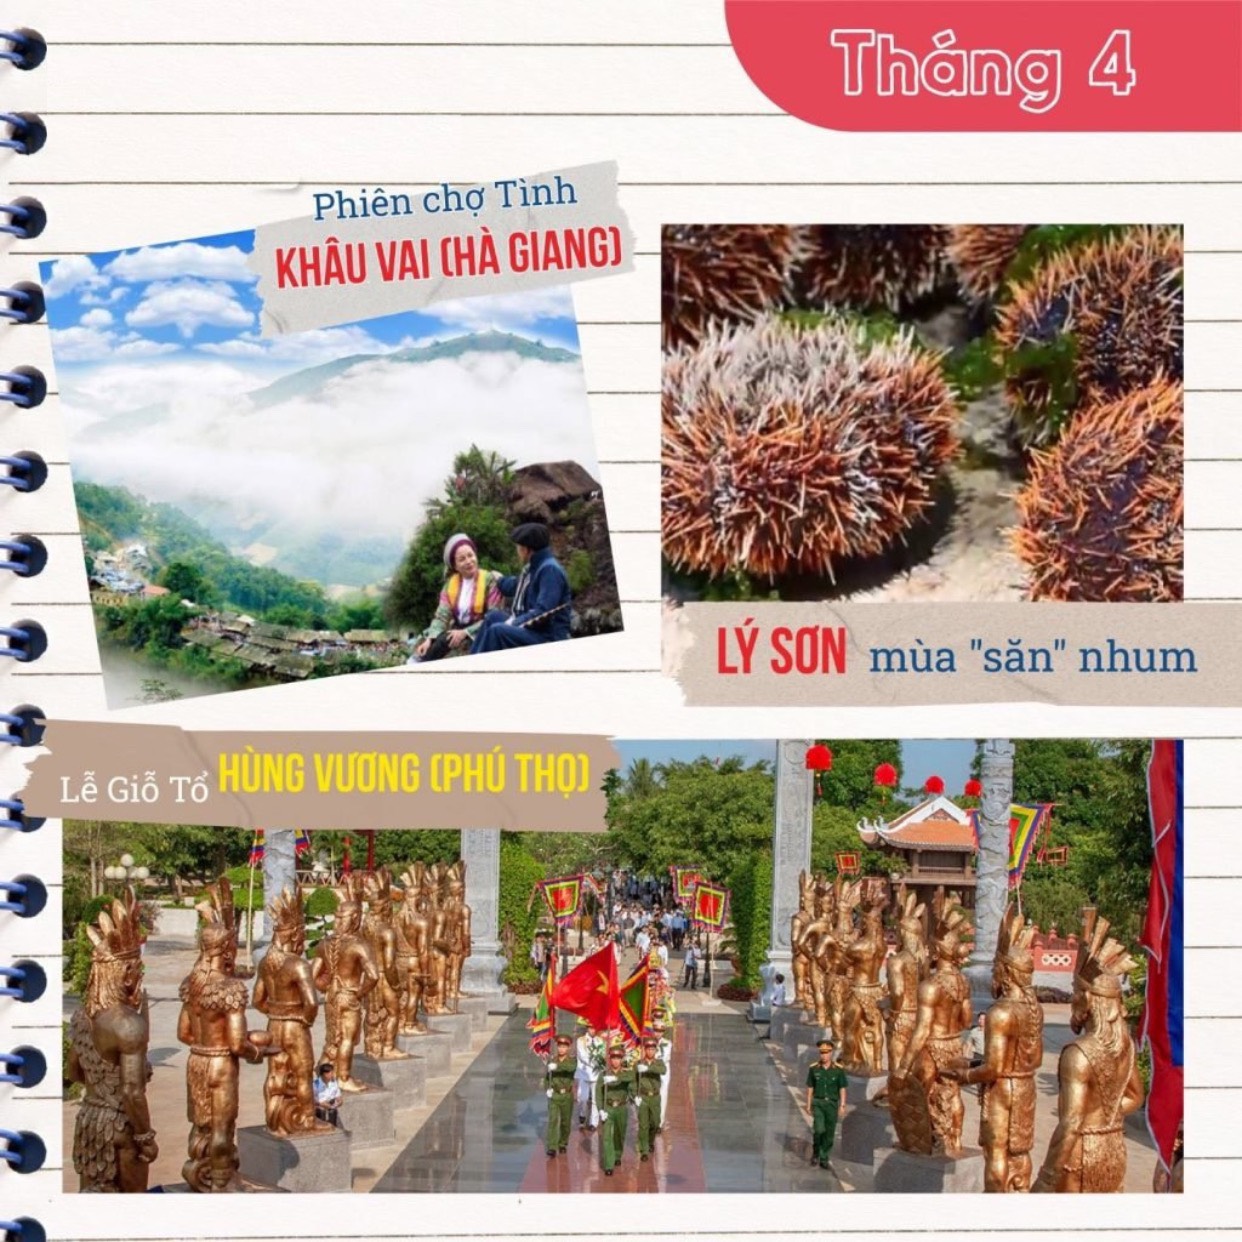 Tháng 4
Phiên chợ Tình
KHÂU VAI (HÀ GIANG)
LÝ SƠN mùa "săn" nhum
Lễ Giỗ Tổ HÙNG VƯƠNG (PHÚ THỌ)